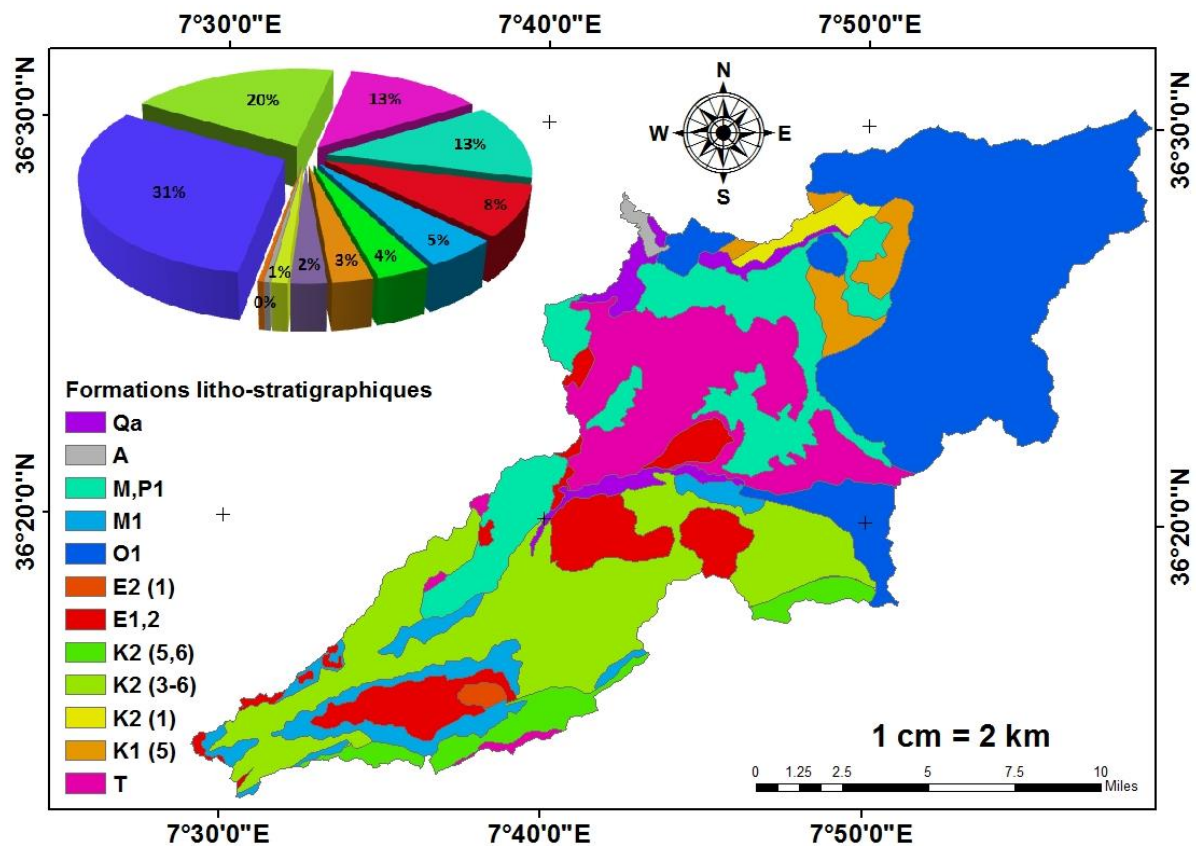 7°30'0"E
7°40'0"E
7°50'0"E
36°30'0"N
36°30'0"N
N
W
E
S
20%
13%
13%
31%
8%
5%
4%
3%
2%
1%
0%
Formations litho-stratigraphiques
Qa
A
M,P1
M1
O1
E2 (1)
E1,2
K2 (5,6)
K2 (3-6)
K2 (1)
K1 (5)
T
36°20'0"N
36°20'0"N
1 cm = 2 km
0 1.25 2.5 5 7.5 10
Miles
7°30'0"E
7°40'0"E
7°50'0"E